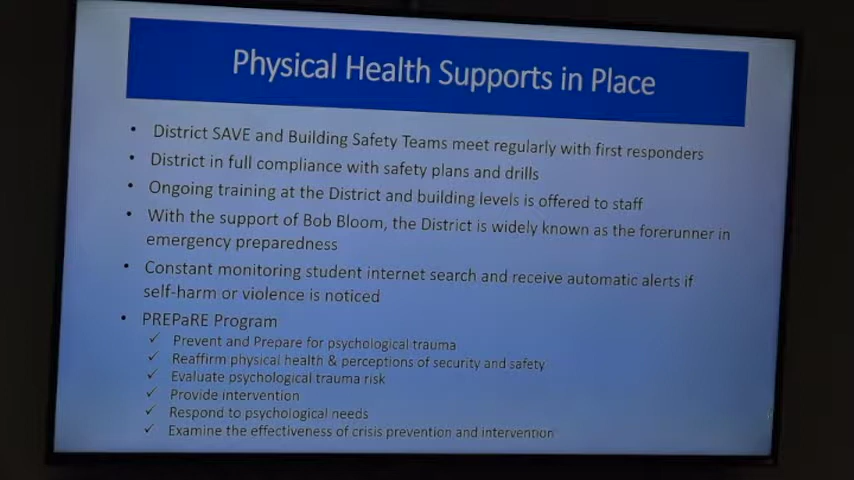 Physical Health Supports in Place
• District SAVE and Building Safety Teams meet regularly with first responders
• District in full compliance with safety plans and drills
• Ongoing training at the District and building levels is offered to staff
• With the support of Bob Bloom, the District is widely known as the forerunner in
emergency preparedness
• Constant monitoring student internet search and receive automatic alerts if
self-harm or violence is noticed
• PREPaRE Program
✓ Prevent and Prepare for psychological trauma
✓ Reaffirm physical health & perceptions of security and safety
✓ Evaluate psychological trauma risk
✓ Provide intervention
✓ Respond to psychological needs
✓ Examine the effectiveness of crisis prevention and intervention